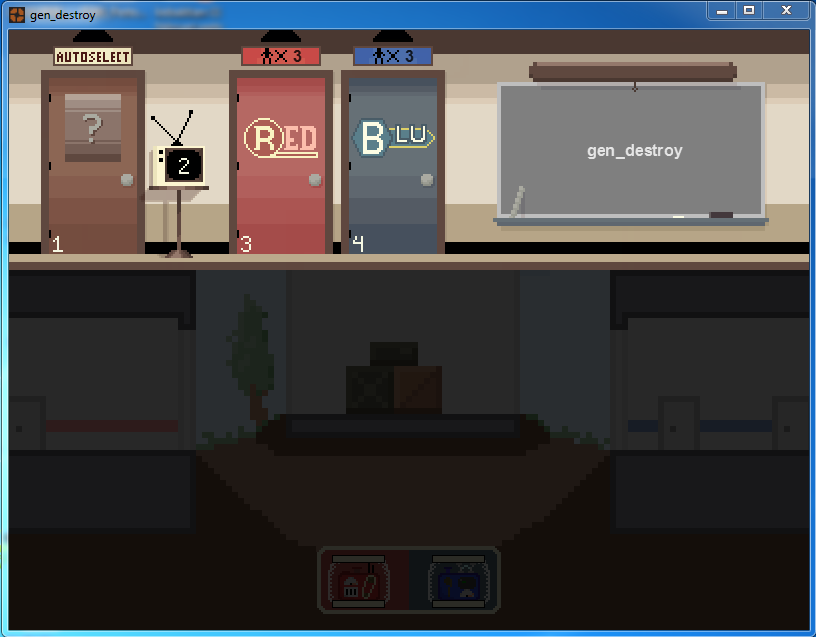 gen_destroy
AUTOSELECT
X 3
X 3
?
2
RED
BLU
gen_destroy
1
3
4